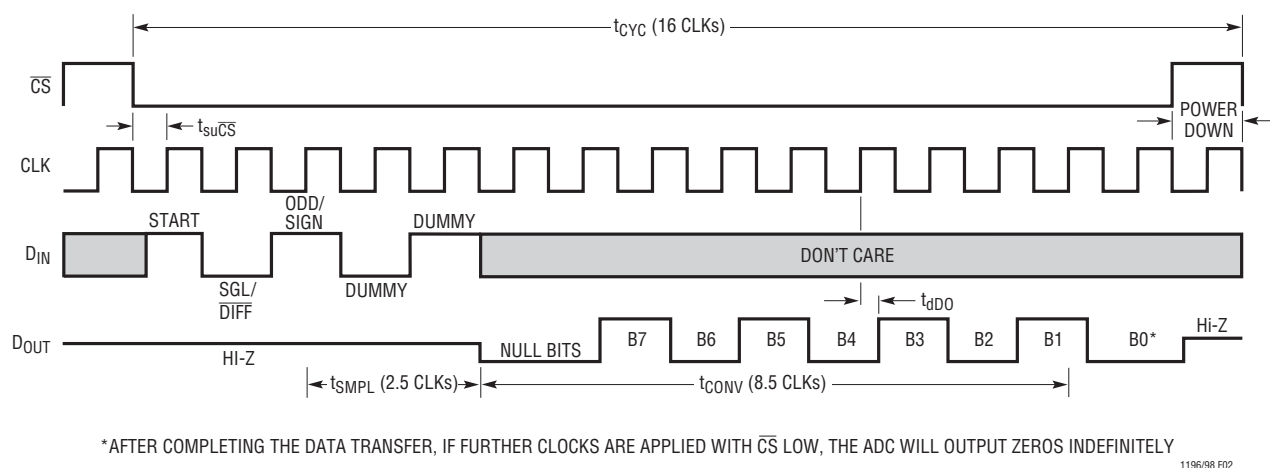 tCYC (16 CLKs)
CS
POWER
DOWN
tsuCS
CLK
ODD/
SIGN
START
DUMMY
DIN
DON'T CARE
SGL/
DIFF
DUMMY
tdDO
DOUT
HI-Z
NULL BITS
B7
B6
B5
B4
B3
B2
B1
B0*
Hi-Z
tSMPL (2.5 CLKs)
tCONV (8.5 CLKs)
*AFTER COMPLETING THE DATA TRANSFER, IF FURTHER CLOCKS ARE APPLIED WITH CS LOW, THE ADC WILL OUTPUT ZEROS INDEFINITELY
1196/98 F02